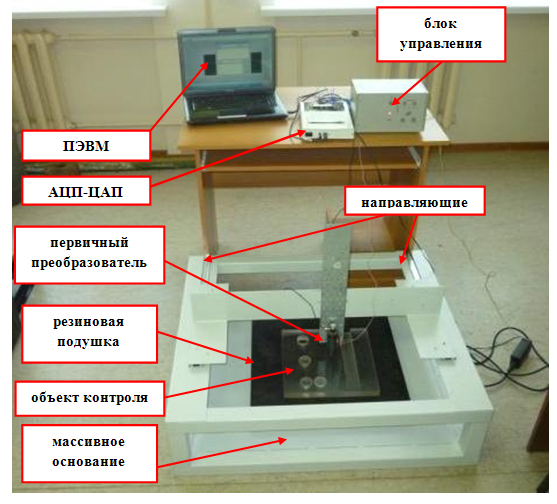 блок
управления
ПЭВМ
АЦП-ЦАП
направляющие
первичный
преобразователь
резиновая
подушка
объект контроля
массивное
основание